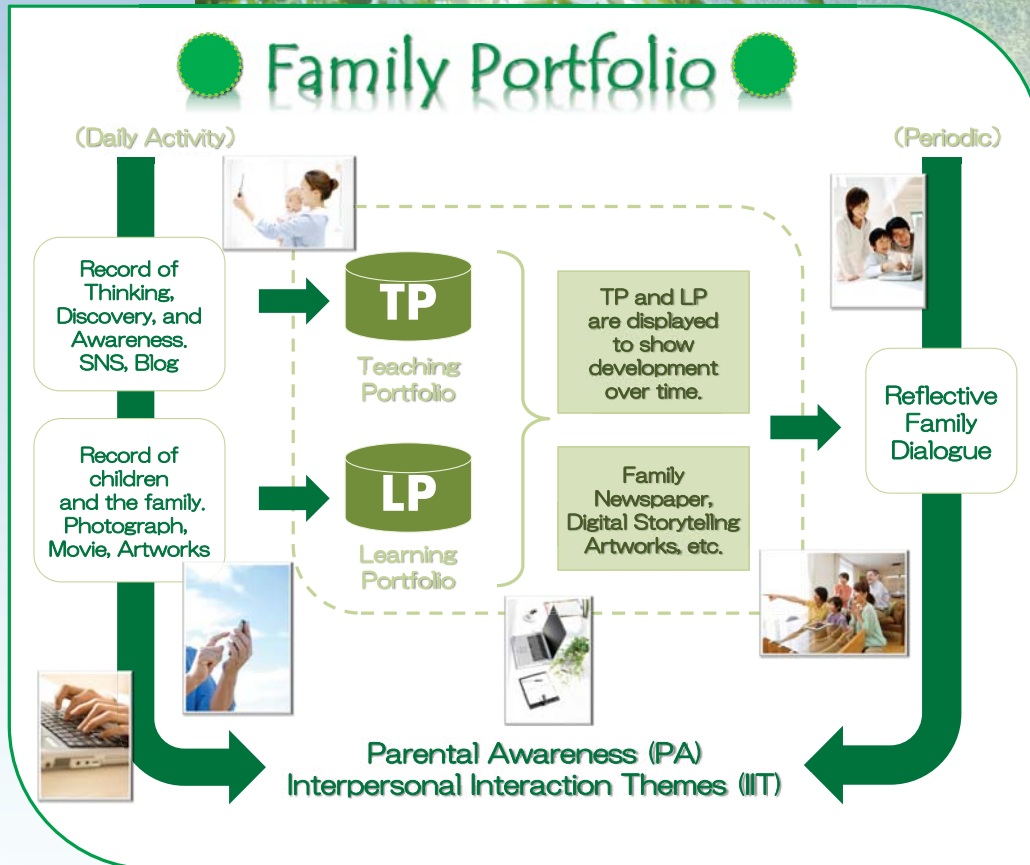 Family Portfolio
(Daily Activity)
(Periodic)
Record of
Thinking,
Discovery, and
Awareness.
SNS, Blog
Record of
children
and the family.
Photograph,
Movie, Artworks
TP
Teaching
Portfolio
LP
Learning
Portfolio
TP and LP
are displayed
to show
development
over time.
Family
Newspaper,
Digital Storyteling
Artworks, etc.
Reflective
Family
Dialogue
Parental Awareness (PA)
Interpersonal Interaction Themes (IIT)